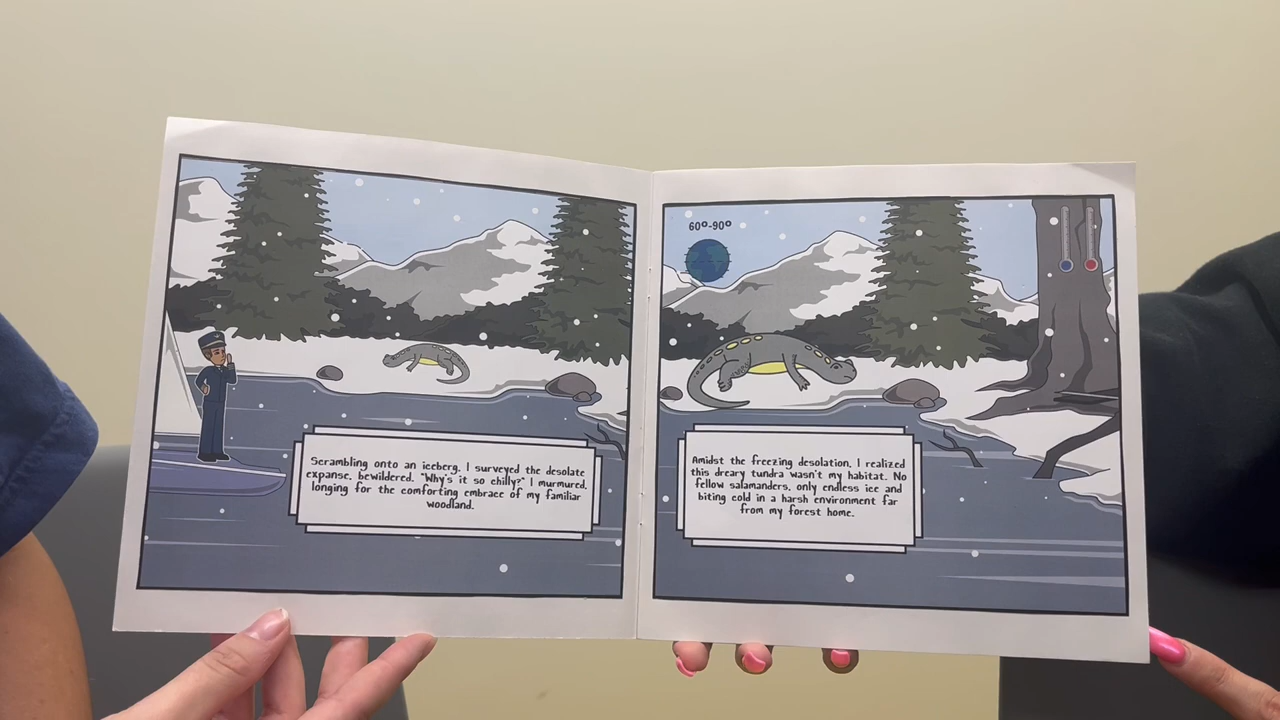 Scrambling onto an iceberg, I surveyed the desolate
expanse, bewildered. "Why's it so chilly?" I murmured,
longing for the comforting embrace of my familiar
woodland.
60°-90°
Amidst the freezing desolation, I realized
this dreary tundra wasn't my habitat. No
fellow salamanders, only endless ice and
biting cold in a harsh environment far
from my forest home.